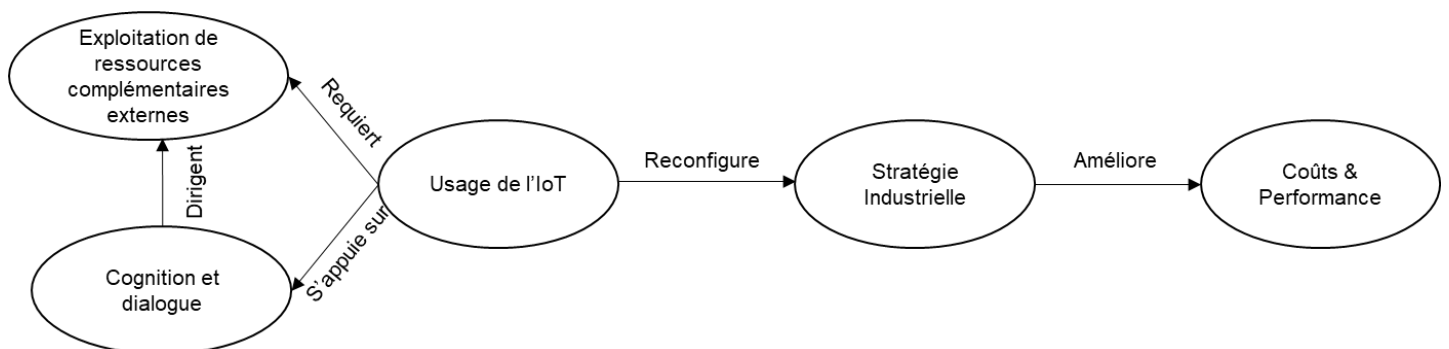 Exploitation de
ressources
complémentaires
externes
Requiert
Dirigent
Cognition et
dialogue
S’appuie sur
Usage de l’IoT
Reconfigure
Stratégie
Industrielle
Améliore
Coûts &
Performance